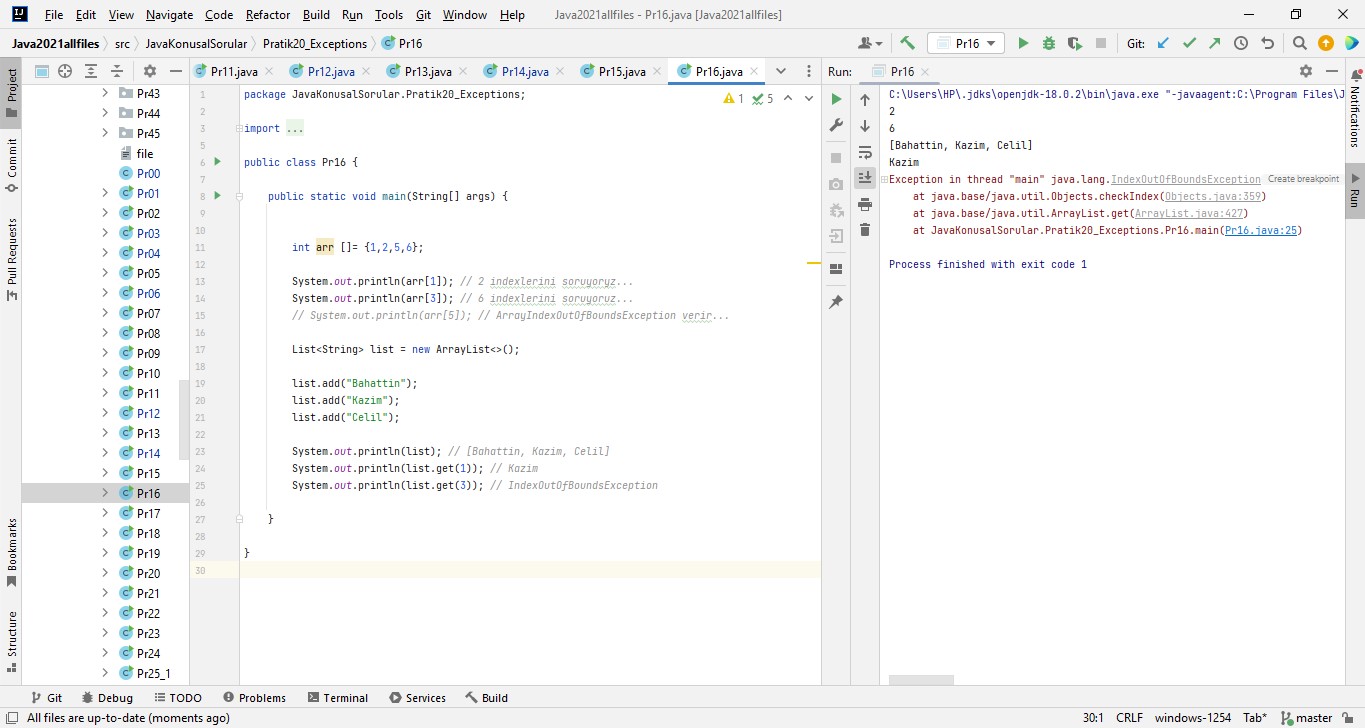 File Edit View Navigate Code Refactor Build Run Tools Git Window Help Java2021allfiles - Pr16.java [Java2021allfiles]
Java2021allfiles src JavaKonusalSorular Pratik20_Exceptions Pr16 Pr16 Git:
Pr11.java Pr12.java Pr13.java Pr14.java Pr15.java Pr16.java Run: Pr16
Project
Commit
Pull Requests
Bookmarks
Structure
Pr43
Pr44
Pr45
file
Pr00
Pr01
Pr02
Pr03
Pr04
Pr05
Pr06
Pr07
Pr08
Pr09
Pr10
Pr11
Pr12
Pr13
Pr14
Pr15
Pr16
Pr17
Pr18
Pr19
Pr20
Pr21
Pr22
Pr23
Pr24
Pr25_1
1 package JavaKonusalSorular.Pratik20_Exceptions; 1 5
2
3 import ...
5
6 public class Pr16 {
7
8 public static void main(String[] args) {
9
10
11 int arr []= {1,2,5,6};
12
13 System.out.println(arr[1]); // 2 indexlerini soruyoryz...
14 System.out.println(arr[3]); // 6 indexlerini soruyoruz...
15 // System.out.println(arr[5]); // ArrayIndexOutOfBoundsException verir...
16
17 List<String> list = new ArrayList<>();
18
19 list.add("Bahattin");
20 list.add("Kazim");
21 list.add("Celil");
22
23 System.out.println(list); // [Bahattin, Kazim, Celil]
24 System.out.println(list.get(1)); // Kazim
25 System.out.println(list.get(3)); // IndexOutOfBoundsException
26
27 }
28
29 }
30
C:\Users\HP\.jdks\openjdk-18.0.2\bin\java.exe "-javaagent:C:\Program Files\J
2
6
[Bahattin, Kazim, Celil]
Kazim
Exception in thread "main" java.lang.IndexOutOfBoundsException Create breakpoint
at java.base/java.util.Objects.checkIndex(Objects.java:359)
at java.base/java.util.ArrayList.get(ArrayList.java:427)
at JavaKonusalSorular.Pratik20_Exceptions.Pr16.main(Pr16.java:25)
Process finished with exit code 1
Notifications
Run
Git Debug TODO Problems Terminal Services Build
All files are up-to-date (moments ago) 30:1 CRLF windows-1254 Tab* master